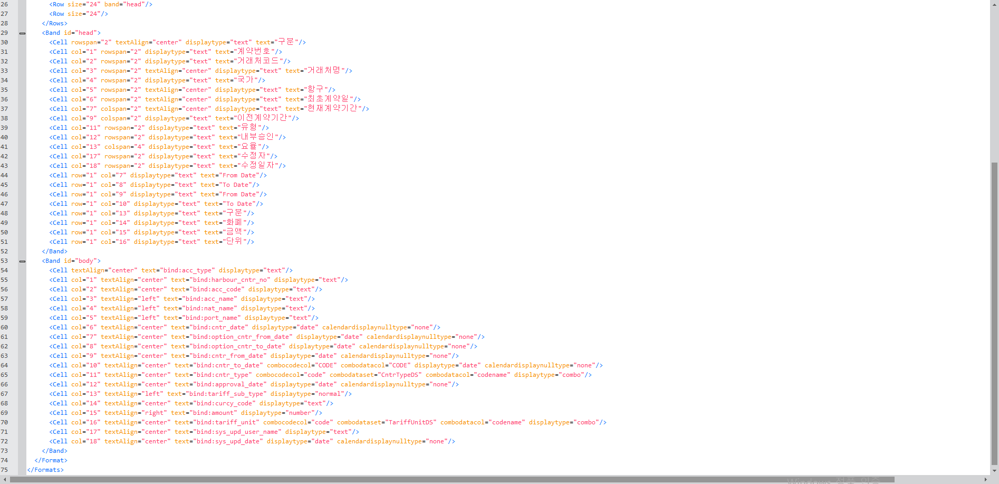 26 <Row size="24" band="head"/>
27 <Row size="24"/>
28 </Rows>
29 <Band id="head">
30 <Cell rowspan="2" textAlign="center" displaytype="text" text="구분"/>
31 <Cell col="1" rowspan="2" displaytype="text" text="계약번호"/>
32 <Cell col="2" rowspan="2" displaytype="text" text="거래처코드"/>
33 <Cell col="3" rowspan="2" textAlign="center" displaytype="text" text="거래처명"/>
34 <Cell col="4" rowspan="2" displaytype="text" text="국가"/>
35 <Cell col="5" rowspan="2" textAlign="center" displaytype="text" text="항구"/>
36 <Cell col="6" rowspan="2" textAlign="center" displaytype="text" text="최초계약일"/>
37 <Cell col="7" colspan="2" textAlign="center" displaytype="text" text="현재계약기간"/>
38 <Cell col="9" colspan="2" displaytype="text" text="이전계약기간"/>
39 <Cell col="11" rowspan="2" displaytype="text" text="유형"/>
40 <Cell col="12" rowspan="2" displaytype="text" text="내부승인"/>
41 <Cell col="13" colspan="4" displaytype="text" text="요율"/>
42 <Cell col="17" rowspan="2" displaytype="text" text="수정자"/>
43 <Cell col="18" rowspan="2" displaytype="text" text="수정일자"/>
44 <Cell row="1" col="7" displaytype="text" text="From Date"/>
45 <Cell row="1" col="8" displaytype="text" text="To Date"/>
46 <Cell row="1" col="9" displaytype="text" text="From Date"/>
47 <Cell row="1" col="10" displaytype="text" text="To Date"/>
48 <Cell row="1" col="13" displaytype="text" text="구분"/>
49 <Cell row="1" col="14" displaytype="text" text="화폐"/>
50 <Cell row="1" col="15" displaytype="text" text="금액"/>
51 <Cell row="1" col="16" displaytype="text" text="단위"/>
52 </Band>
53 <Band id="body">
54 <Cell textAlign="center" text="bind:acc_type" displaytype="text"/>
55 <Cell col="1" textAlign="center" text="bind:harbour_cntr_no" displaytype="text"/>
56 <Cell col="2" textAlign="center" text="bind:acc_code" displaytype="text"/>
57 <Cell col="3" textAlign="left" text="bind:acc_name" displaytype="text"/>
58 <Cell col="4" textAlign="left" text="bind:nat_name" displaytype="text"/>
59 <Cell col="5" textAlign="left" text="bind:port_name" displaytype="text"/>
60 <Cell col="6" textAlign="center" text="bind:cntr_date" displaytype="date" calendardisplaynulltype="none"/>
61 <Cell col="7" textAlign="center" text="bind:option_cntr_from_date" displaytype="date" calendardisplaynulltype="none"/>
62 <Cell col="8" textAlign="center" text="bind:option_cntr_to_date" displaytype="date" calendardisplaynulltype="none"/>
63 <Cell col="9" textAlign="center" text="bind:cntr_from_date" displaytype="date" calendardisplaynulltype="none"/>
64 <Cell col="10" textAlign="center" text="bind:cntr_to_date" combocodecol="CODE" combodatacol="CODE" displaytype="date" calendardisplaynulltype="none"/>
65 <Cell col="11" textAlign="center" text="bind:cntr_type" combocodecol="code" combodataset="CntrTypeDS" combodatacol="codename" displaytype="combo"/>
66 <Cell col="12" textAlign="center" text="bind:approval_date" displaytype="date" calendardisplaynulltype="none"/>
67 <Cell col="13" textAlign="left" text="bind:tariff_sub_type" displaytype="normal"/>
68 <Cell col="14" textAlign="center" text="bind:curcy_code" displaytype="text"/>
69 <Cell col="15" textAlign="right" text="bind:amount" displaytype="number"/>
70 <Cell col="16" textAlign="center" text="bind:tariff_unit" combocodecol="code" combodataset="TariffUnitDS" combodatacol="codename" displaytype="combo"/>
71 <Cell col="17" textAlign="center" text="bind:sys_upd_user_name" displaytype="text"/>
72 <Cell col="18" textAlign="center" text="bind:sys_upd_date" displaytype="date" calendardisplaynulltype="none"/>
73 </Band>
74 </Format>
75 </Formats>
Windows 정품 인증